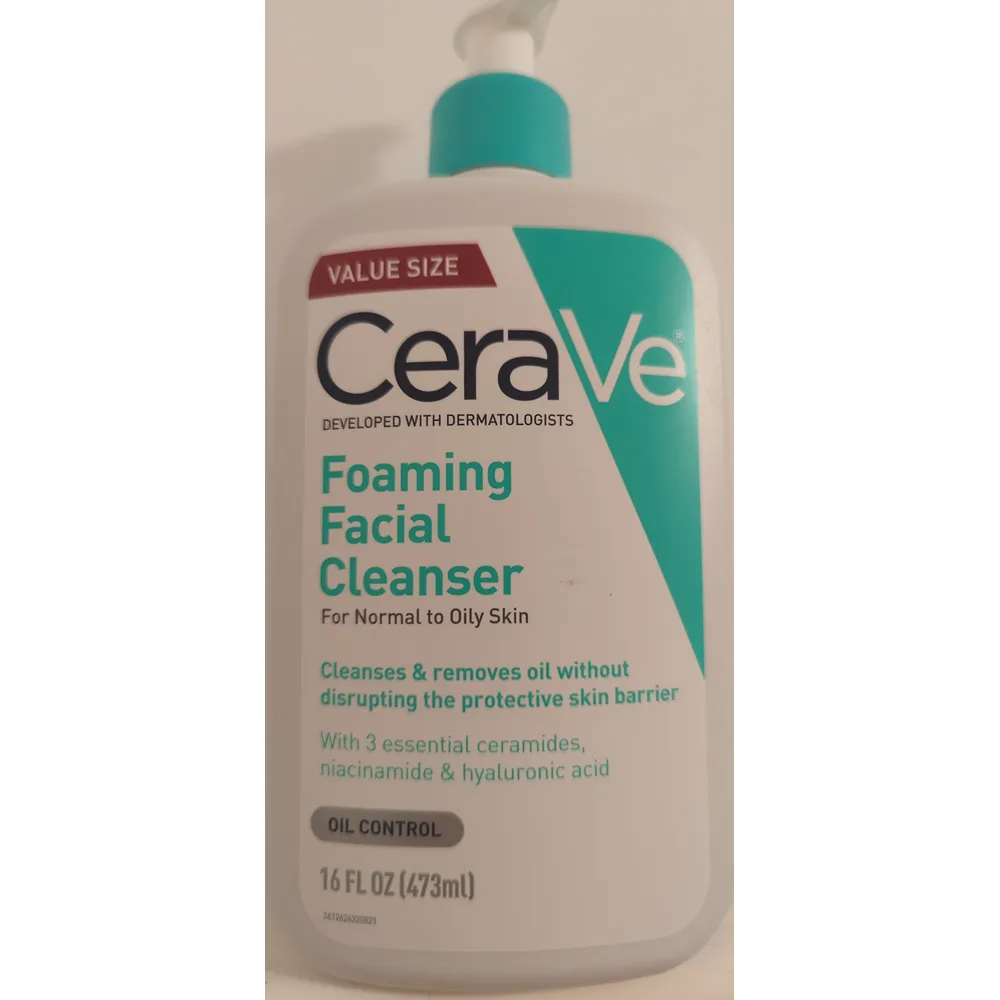 VALUE SIZE
CeraVe®
DEVELOPED WITH DERMATOLOGISTS
Foaming
Facial
Cleanser
For Normal to Oily Skin
Cleanses & removes oil without
disrupting the protective skin barrier
With 3 essential ceramides,
niacinamide & hyaluronic acid
OIL CONTROL
16 FL OZ (473ml)